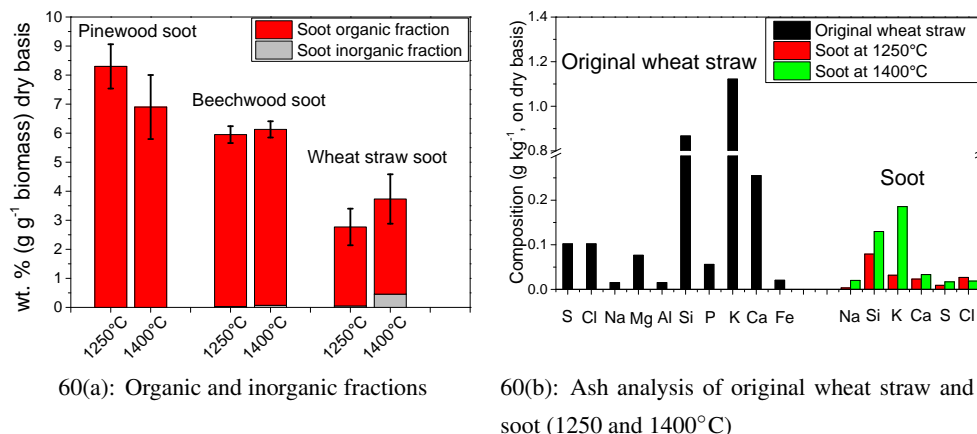 Pinewood soot
Soot organic fraction
Soot inorganic fraction
Beechwood soot
Wheat straw soot
wt. % (g g⁻¹ biomass) dry basis
10
9
8
7
6
5
4
3
2
1
0
1250°C
1400°C
1250°C
1400°C
1250°C
1400°C
60(a): Organic and inorganic fractions
Original wheat straw
Soot at 1250°C
Soot at 1400°C
Original wheat straw
Soot
Composition (g kg⁻¹, on dry basis)
1.4
1.2
1.0
0.8
0.2
0.1
0.0
S Cl Na Mg Al Si P K Ca Fe
Na Si K Ca S Cl
60(b): Ash analysis of original wheat straw and
soot (1250 and 1400°C)